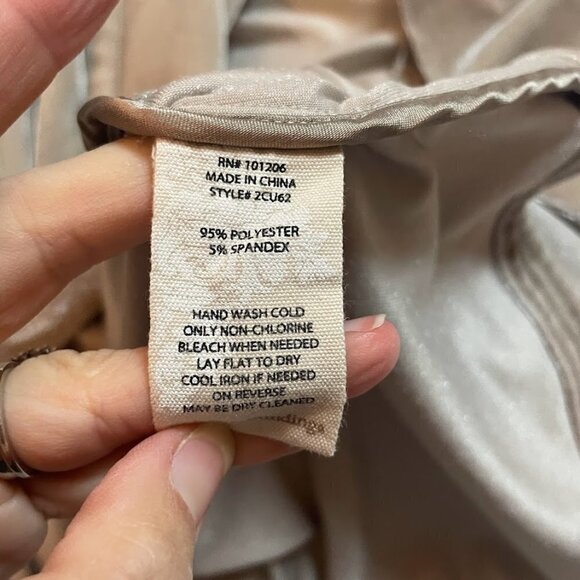 RN# 101206
MADE IN CHINA
STYLE# 2CU62
95% POLYESTER
5% SPANDEX
HAND WASH COLD
ONLY NON-CHLORINE
BLEACH WHEN NEEDED
LAY FLAT TO DRY
COOL IRON IF NEEDED
ON REVERSE
MAY BE DRY CLEANED